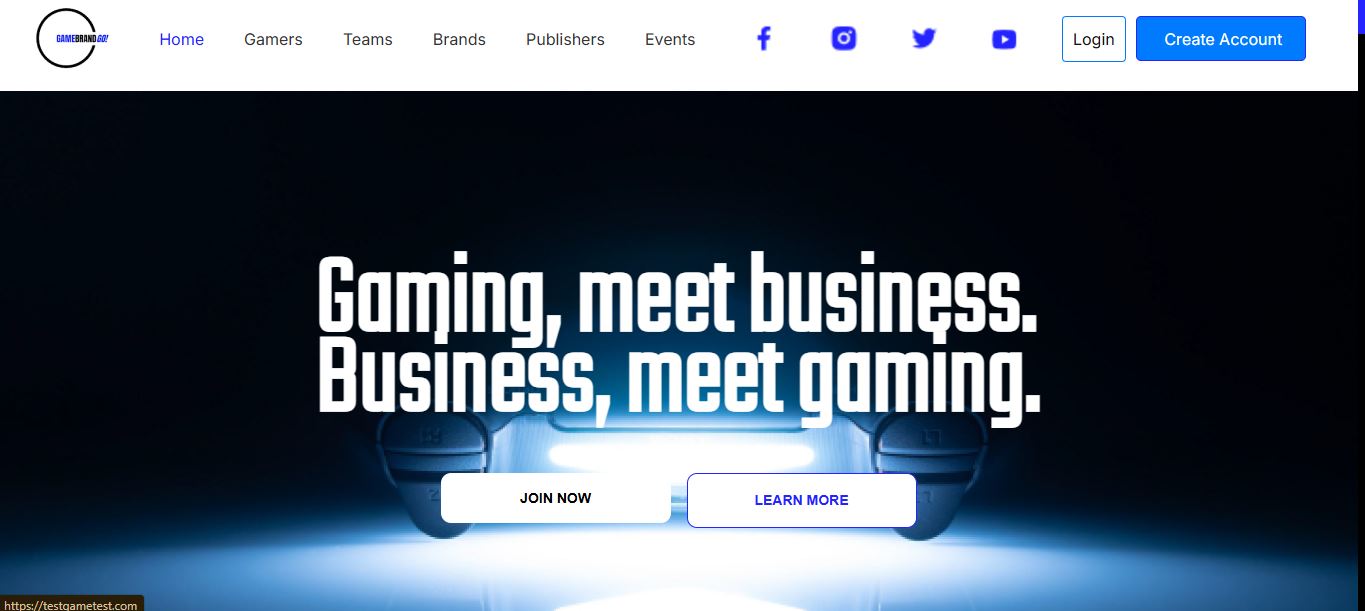 GAMEBRANDGO!
Home
Gamers
Teams
Brands
Publishers
Events
Login
Create Account
Gaming, meet business.
Business, meet gaming.
JOIN NOW
LEARN MORE
https://testgametest.com